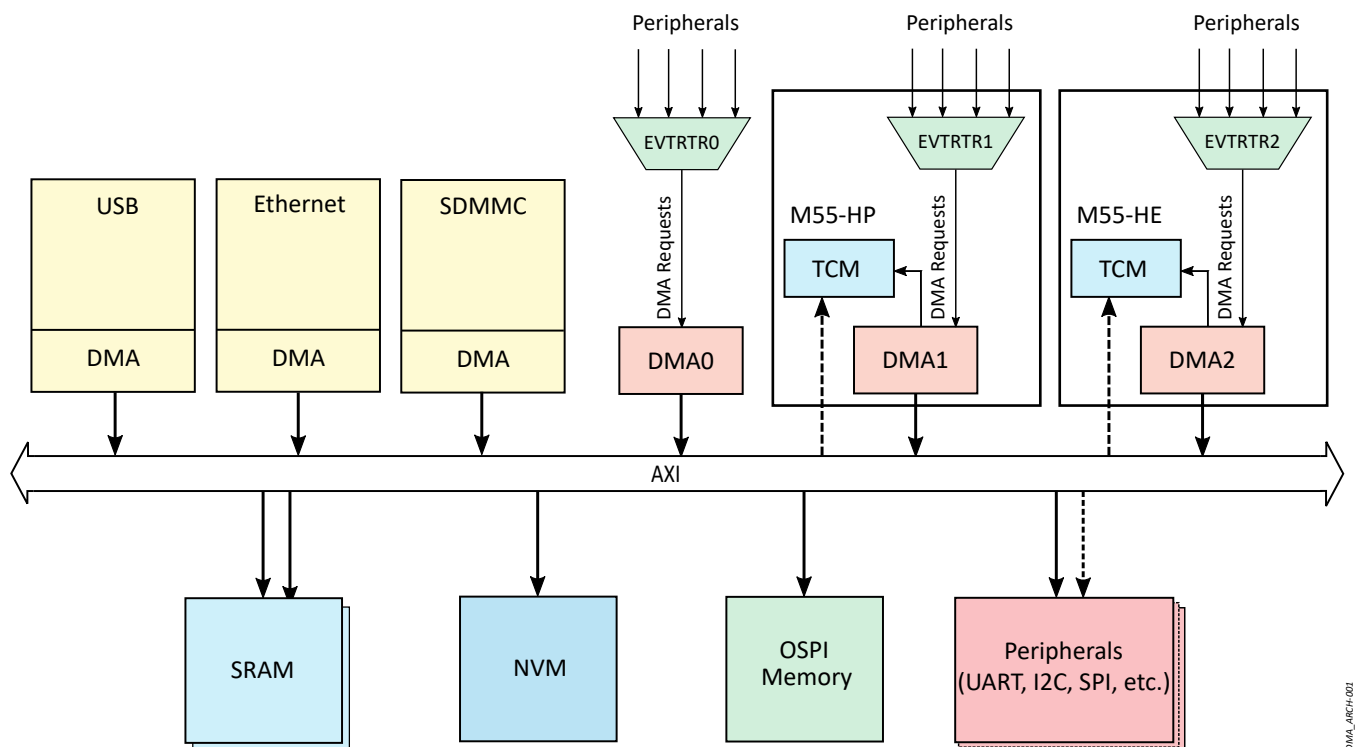 Peripherals
Peripherals
Peripherals
EVTRTR0
EVTRTR1
EVTRTR2
USB
Ethernet
SDMMC
DMA Requests
M55-HP
TCM
DMA Requests
M55-HE
TCM
DMA Requests
DMA
DMA
DMA
DMA0
DMA1
DMA2
AXI
SRAM
NVM
OSPI
Memory
Peripherals
(UART, I2C, SPI, etc.)
DMA_ARCH-001